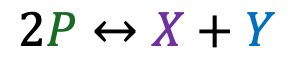 2P ↔ X + Y